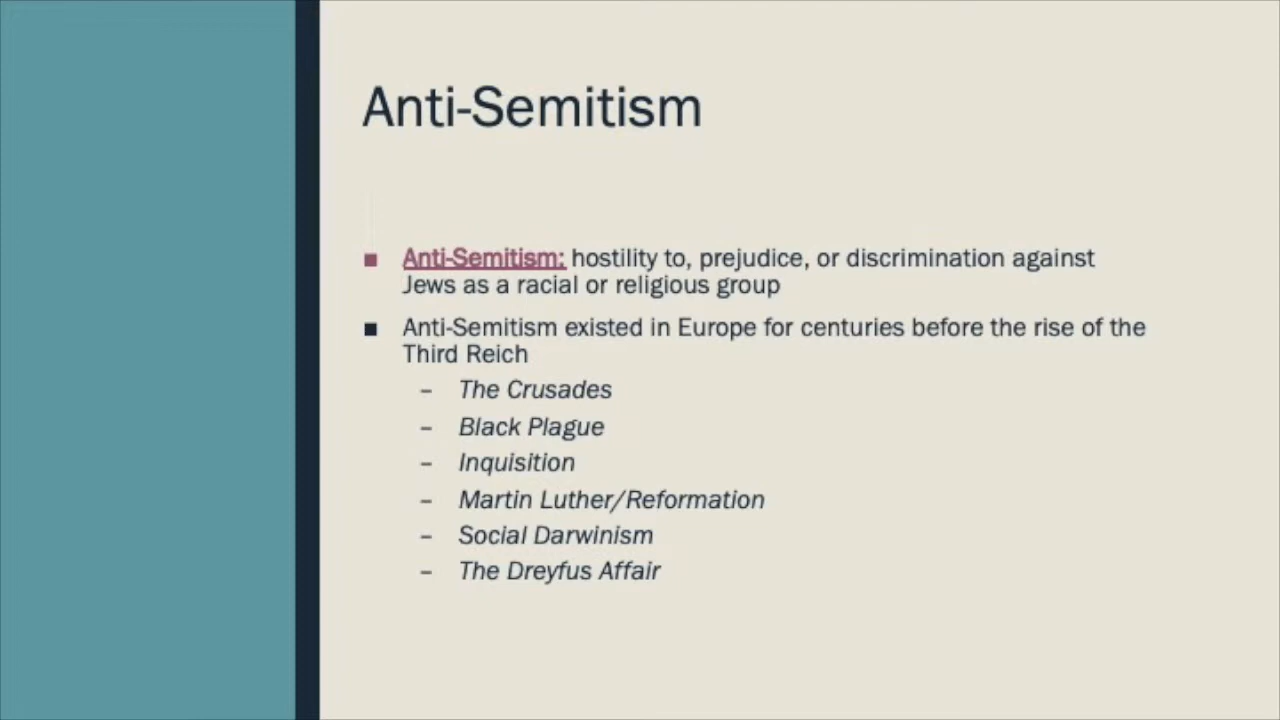 Anti-Semitism
■ Anti-Semitism: hostility to, prejudice, or discrimination against
Jews as a racial or religious group
■ Anti-Semitism existed in Europe for centuries before the rise of the
Third Reich
– The Crusades
– Black Plague
– Inquisition
– Martin Luther/Reformation
– Social Darwinism
– The Dreyfus Affair